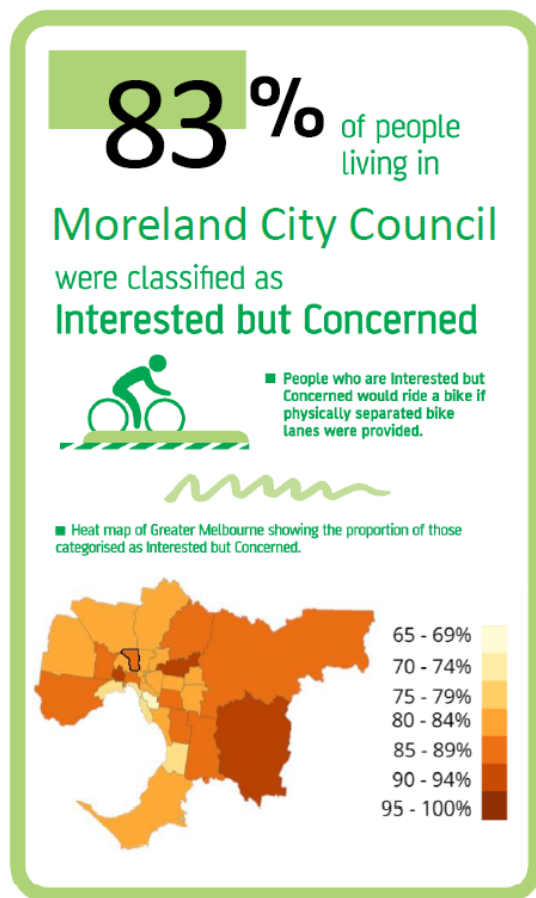 83%
of people
living in
Moreland City Council
were classified as
Interested but Concerned
■ People who are Interested but
Concerned would ride a bike if
physically separated bike
lanes were provided.
■ Heat map of Greater Melbourne showing the proportion of those
categorised as Interested but Concerned.
65 - 69%
70 - 74%
75 - 79%
80 - 84%
85 - 89%
90 - 94%
95 - 100%